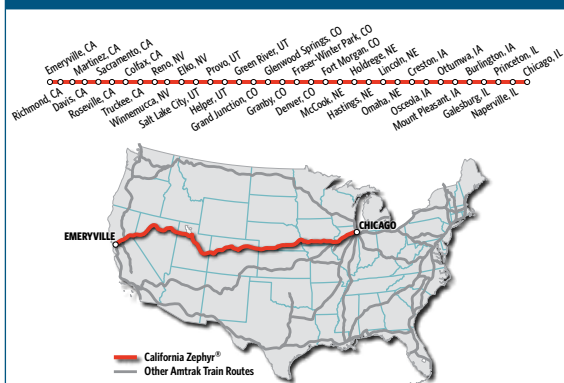 Emeryville, CA
Richmond, CA
Martinez, CA
Davis, CA
Sacramento, CA
Roseville, CA
Colfax, CA
Truckee, CA
Reno, NV
Winnemucca, NV
Elko, NV
Salt Lake City, UT
Provo, UT
Helper, UT
Green River, UT
Grand Junction, CO
Glenwood Springs, CO
Granby, CO
Fraser-Winter Park, CO
Denver, CO
Fort Morgan, CO
McCook, NE
Holdrege, NE
Hastings, NE
Lincoln, NE
Omaha, NE
Creston, IA
Osceola, IA
Ottumwa, IA
Mount Pleasant, IA
Burlington, IA
Galesburg, IL
Princeton, IL
Naperville, IL
Chicago, IL
EMERYVILLE
CHICAGO
California Zephyr®
Other Amtrak Train Routes